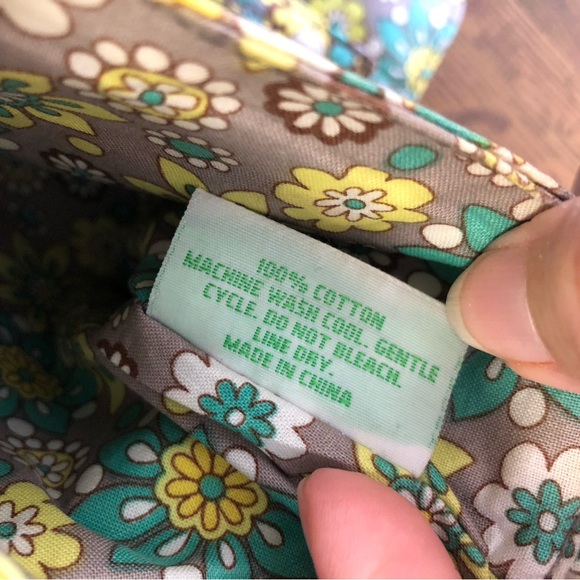 100% COTTON
MACHINE WASH COOL. GENTLE
CYCLE. DO NOT BLEACH.
LINE DRY.
MADE IN CHINA